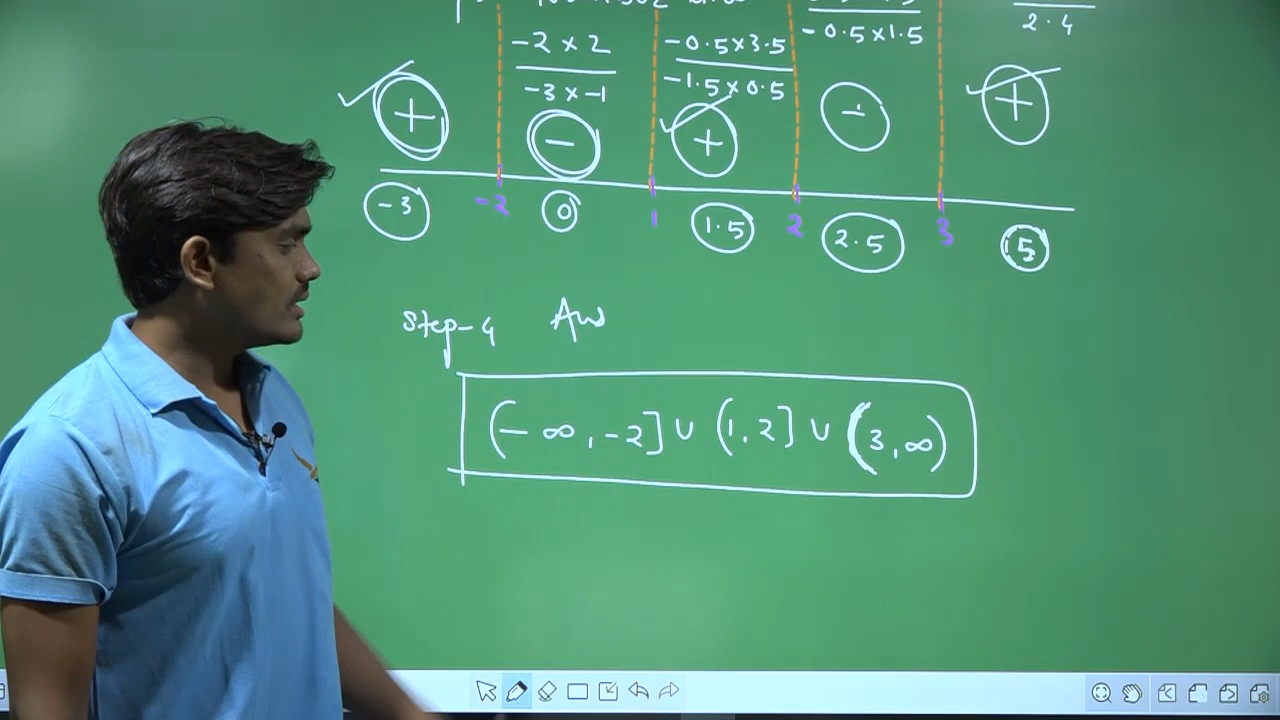 2 · 4
-2 × 2
-3 × -1
-0.5×3.5
-1.5×0.5
-0.5×1.5
+ - + ÷ +
-3 -2 0 1 1.5 2 2.5 3 5
Step-4 Ans
(-∞, -2] ∪ (1, 2] ∪ (3, ∞)